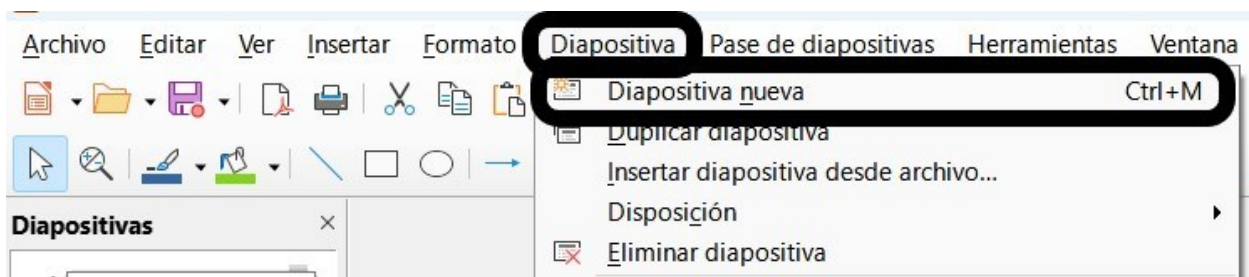 Archivo Editar Ver Insertar Formato Diapositiva Pase de diapositivas Herramientas Ventana
Diapositiva nueva Ctrl+M
Duplicar diapositiva
Insertar diapositiva desde archivo...
Disposición
Diapositivas
Eliminar diapositiva